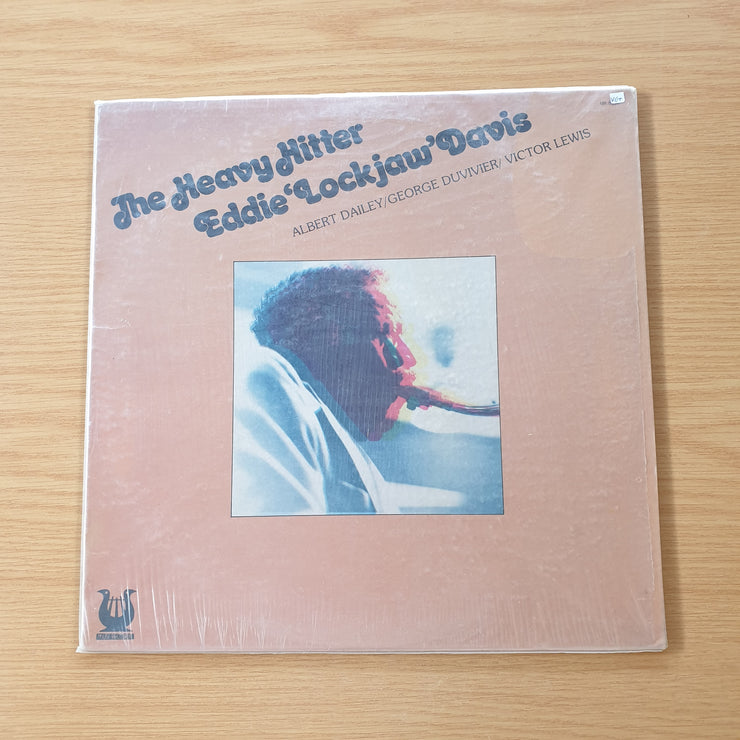 The Heavy Hitter
Eddie 'Lockjaw' Davis
ALBERT DAILEY/GEORGE DUVIVIER/VICTOR LEWIS